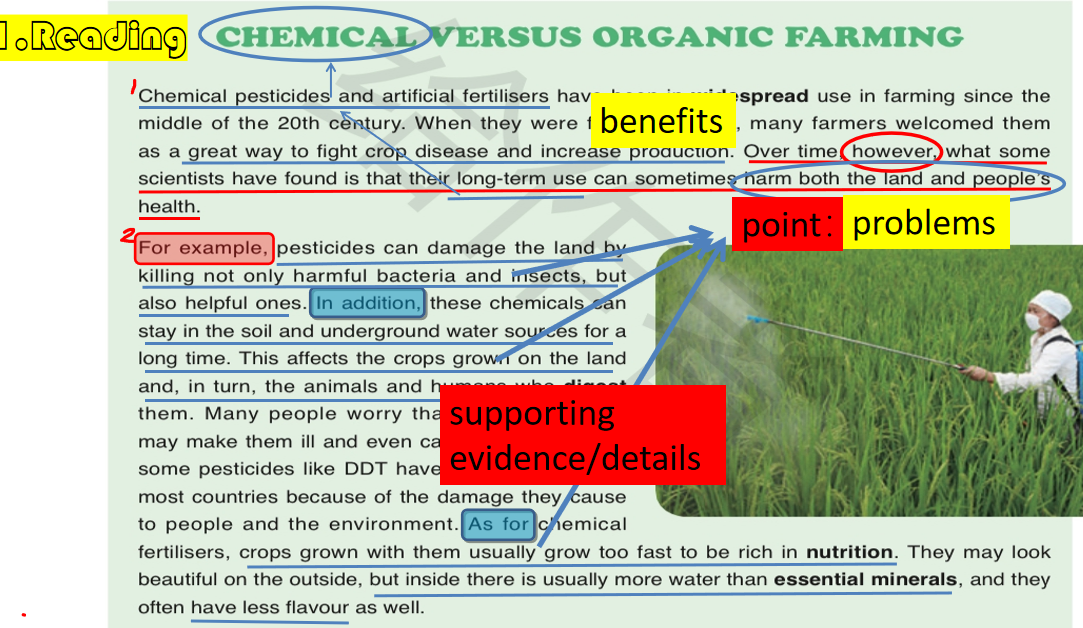 1.Reading
CHEMICAL VERSUS ORGANIC FARMING
1
Chemical pesticides and artificial fertilisers have been in widespread use in farming since the
middle of the 20th century. When they were benefits, many farmers welcomed them
as a great way to fight crop disease and increase production. Over time, however, what some
scientists have found is that their long-term use can sometimes harm both the land and people's
health.
point: problems
2
For example, pesticides can damage the land by
killing not only harmful bacteria and insects, but
also helpful ones. In addition, these chemicals can
stay in the soil and underground water sources for a
long time. This affects the crops grown on the land
and, in turn, the animals and humans who digest
them. Many people worry
may make them ill and even
some pesticides like DDT have
supporting
evidence/details
most countries because of the damage they cause
to people and the environment. As for chemical
fertilisers, crops grown with them usually grow too fast to be rich in nutrition. They may look
beautiful on the outside, but inside there is usually more water than essential minerals, and they
often have less flavour as well.